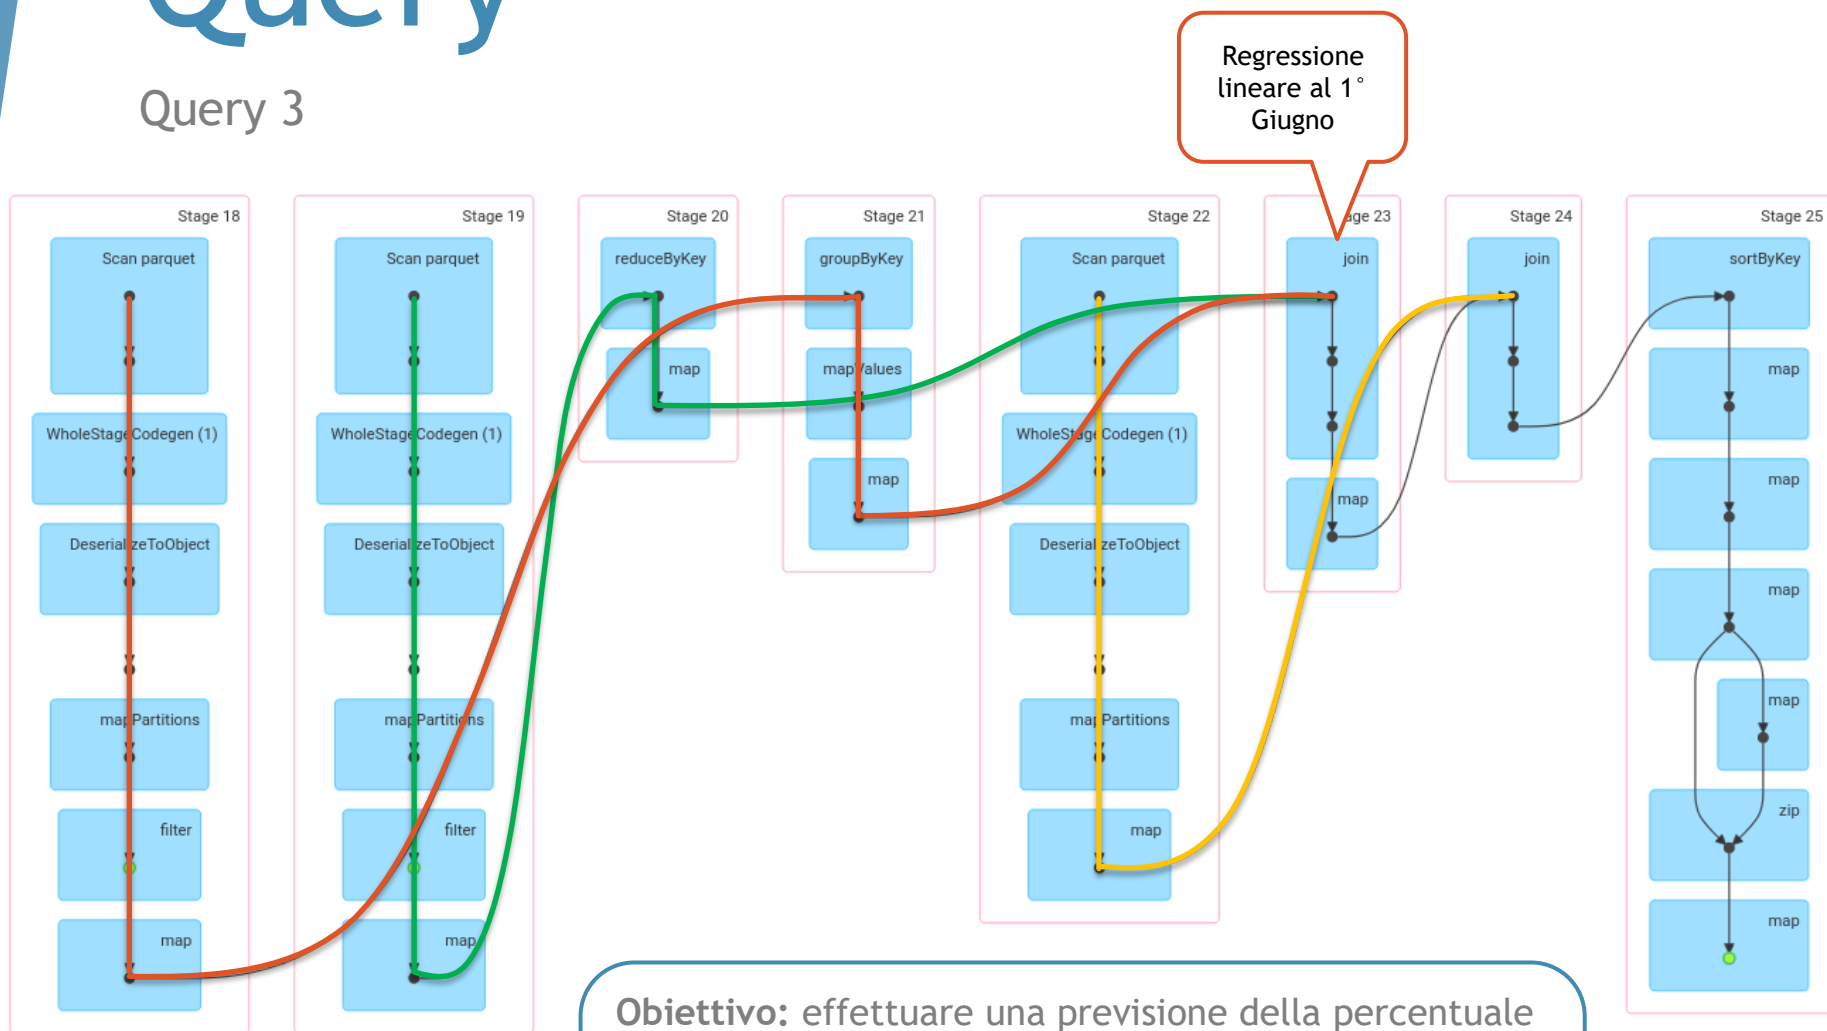 Query
Query 3
Regressione
lineare al 1°
Giugno
Stage 18
Scan parquet
WholeStageCodegen (1)
DeserializeToObject
mapPartitions
filter
map
Stage 19
Scan parquet
WholeStageCodegen (1)
DeserializeToObject
mapPartitions
filter
map
Stage 20
reduceByKey
map
Stage 21
groupByKey
mapValues
map
Stage 22
Scan parquet
WholeStageCodegen (1)
DeserializeToObject
mapPartitions
map
age 23
join
map
Stage 24
join
Stage 25
sortByKey
map
map
map
map
zip
map
Obiettivo: effettuare una previsione della percentuale